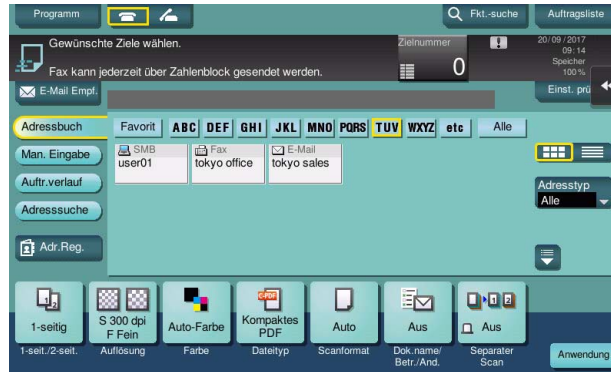 Programm
Fkt.-suche
Auftragsliste
Gewünschte Ziele wählen.
Zielnummer
20/09/2017
09:14
Fax kann jederzeit über Zahlenblock gesendet werden.
0
Speicher
100 %
E-Mail Empf.
Einst. prü
Adressbuch
Favorit
ABC
DEF
GHI
JKL
MNO
PQRS
TUV
WXYZ
etc
Alle
Man. Eingabe
SMB
user01
Fax
tokyo office
E-Mail
tokyo sales
Auftr.verlauf
Adresstyp
Alle
Adresssuche
Adr.Reg.
1-seitig
S 300 dpi
F Fein
Auto-Farbe
Kompaktes
PDF
Auto
Aus
Aus
1-seit./2-seit.
Auflösung
Farbe
Dateityp
Scanformat
Dok.name/
Betr./And.
Separater
Scan
Anwendung